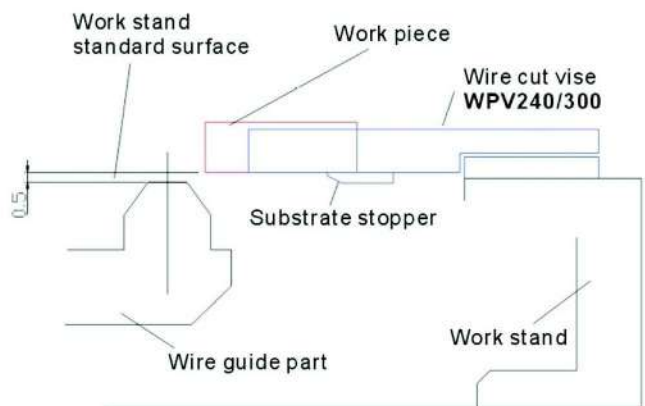 Work stand
standard surface
Work piece
Wire cut vise
WPV240/300
0.5
Substrate stopper
Wire guide part
Work stand